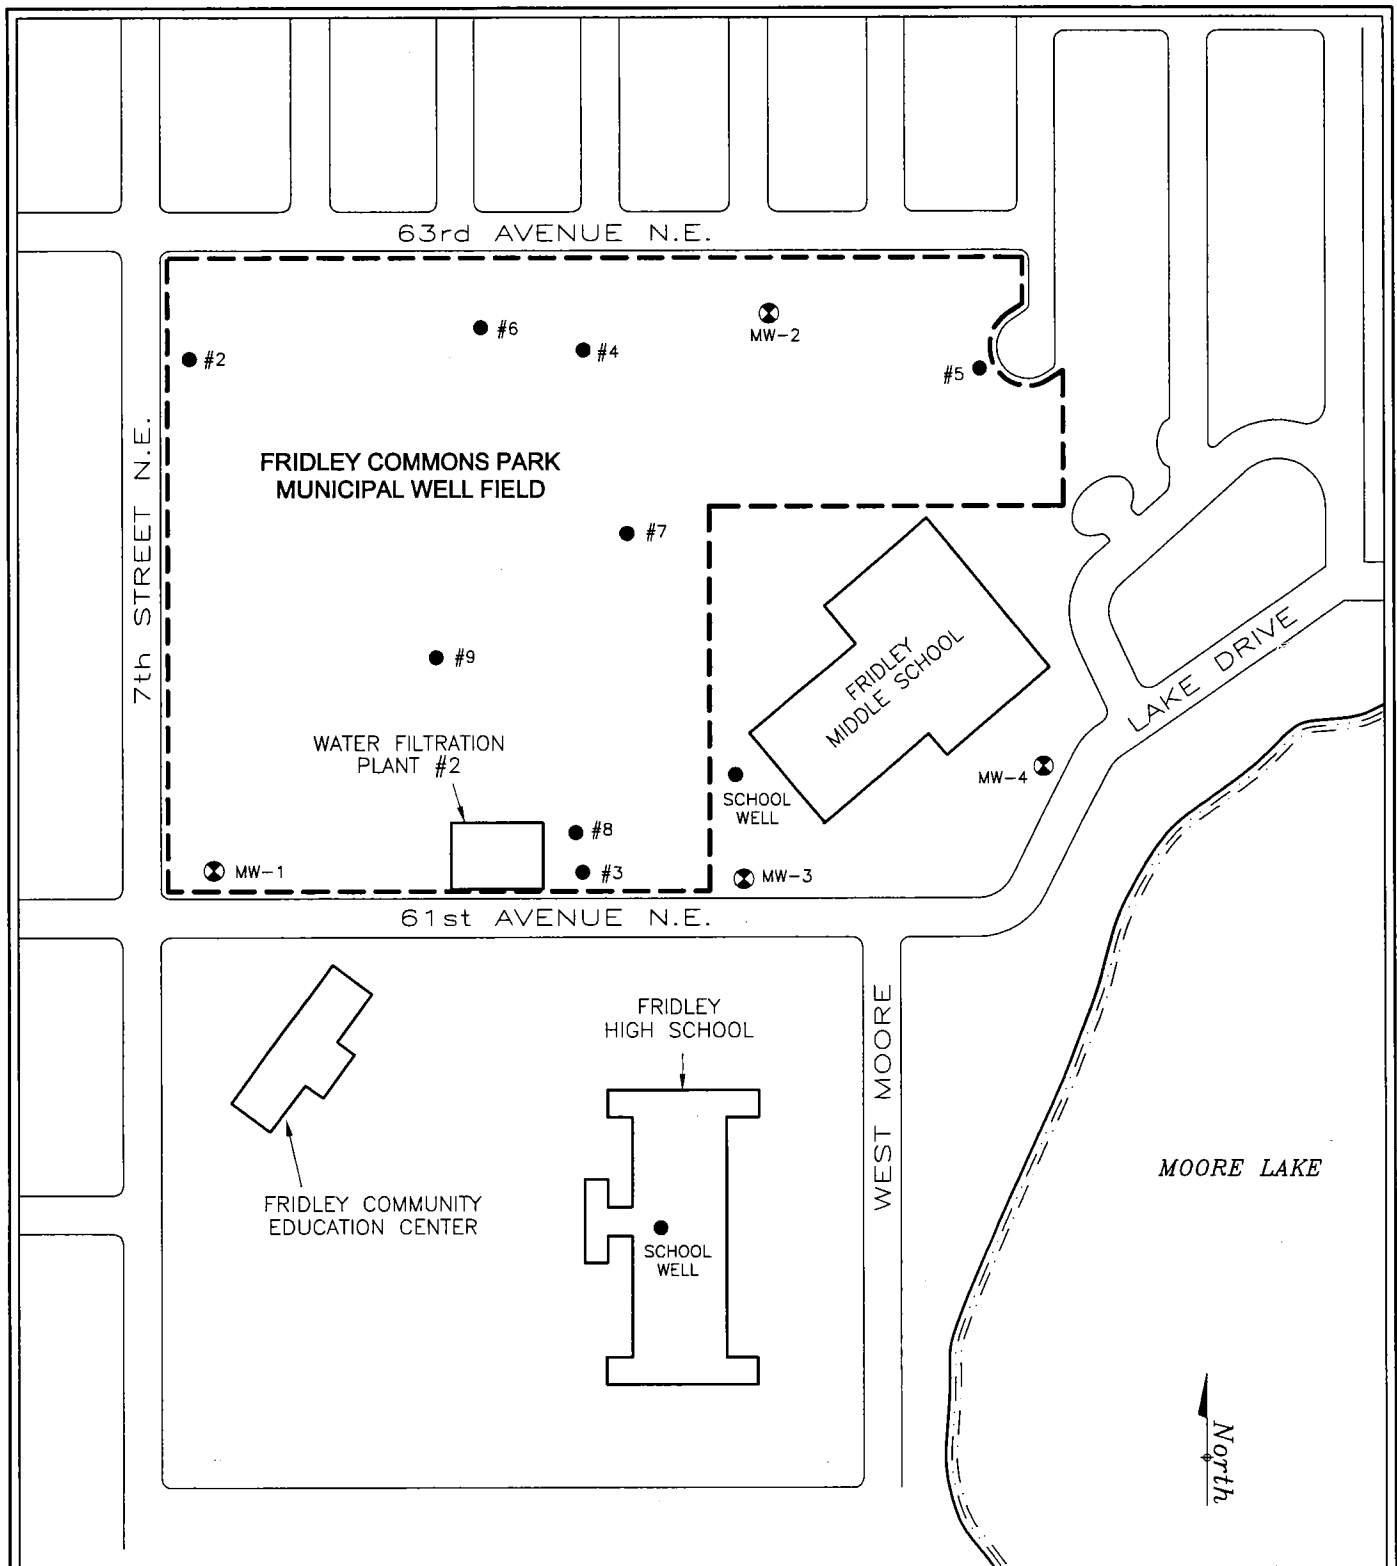 63rd AVENUE N.E.
#6
#4
MW-2
#2
#5
7th STREET N.E.
FRIDLEY COMMONS PARK
MUNICIPAL WELL FIELD
#7
#9
FRIDLEY
MIDDLE SCHOOL
LAKE DRIVE
WATER FILTRATION
PLANT #2
MW-4
SCHOOL
WELL
#8
#3
MW-1
MW-3
61st AVENUE N.E.
FRIDLEY
HIGH SCHOOL
WEST MOORE
MOORE LAKE
FRIDLEY COMMUNITY
EDUCATION CENTER
SCHOOL
WELL
North